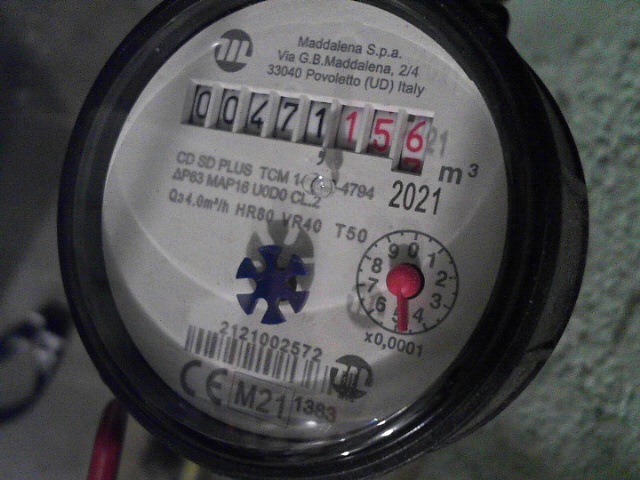 Maddalena S.p.a.
Via G.B.Maddalena, 2/4
33040 Povoletto (UD) Italy
00471156
m³
CD SD PLUS TCM 4794
ΔP63 MAP16 U0D0 CL.2
2021
Q₃4.0m³/h HR80 VR40 T50
0 1 2 3 4 5 6 7 8 9
x0,0001
2121002572
CE M21 1383